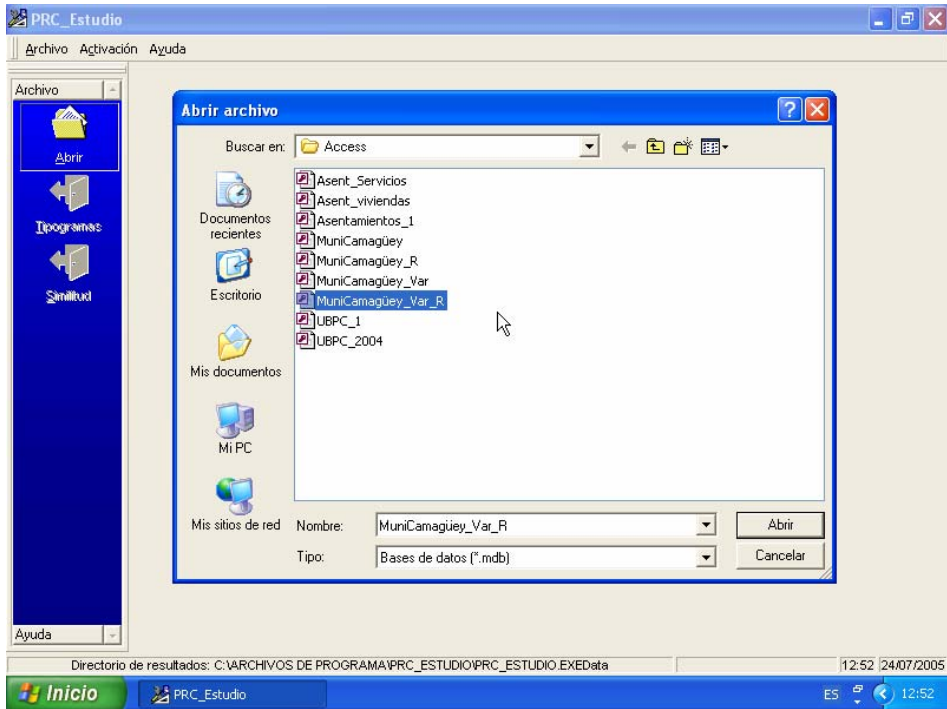 PRC_Estudio
Archivo Activación Ayuda
Archivo
Abrir
Tipogramas
Similitud
Ayuda
Abrir archivo
Buscar en: Access
Documentos recientes
Escritorio
Mis documentos
Mi PC
Mis sitios de red
Asent_Servicios
Asent_viviendas
Asentamientos_1
MuniCamagüey
MuniCamagüey_R
MuniCamagüey_Var
MuniCamagüey_Var_R
UBPC_1
UBPC_2004
Nombre: MuniCamagüey_Var_R Abrir
Tipo: Bases de datos (*.mdb) Cancelar
Directorio de resultados: C:\ARCHIVOS DE PROGRAMA\PRC_ESTUDIO\PRC_ESTUDIO.EXEData 12:52 24/07/2005
Inicio PRC_Estudio ES 12:52